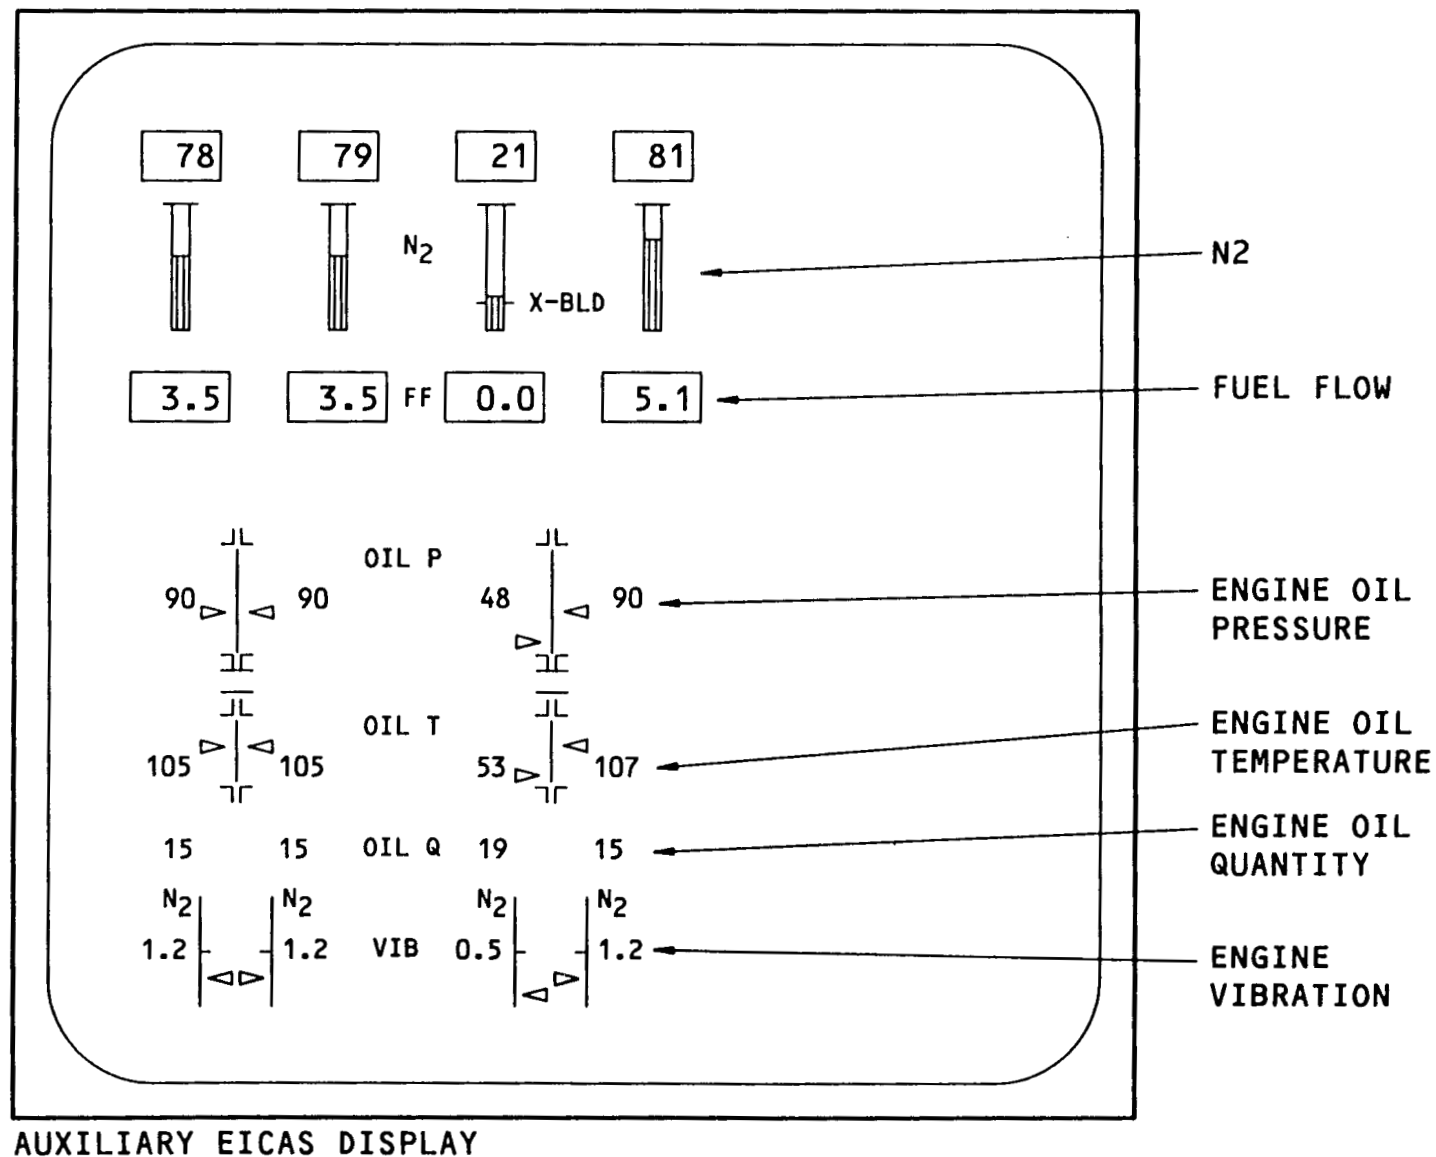 78 79 21 81
N2 N2
X-BLD
3.5 3.5 FF 0.0 5.1 FUEL FLOW
OIL P
90 90 48 90 ENGINE OIL
PRESSURE
OIL T ENGINE OIL
105 105 53 107 TEMPERATURE
15 15 OIL Q 19 15 ENGINE OIL
QUANTITY
N2 N2 N2 N2
1.2 1.2 VIB 0.5 1.2 ENGINE
VIBRATION
AUXILIARY EICAS DISPLAY